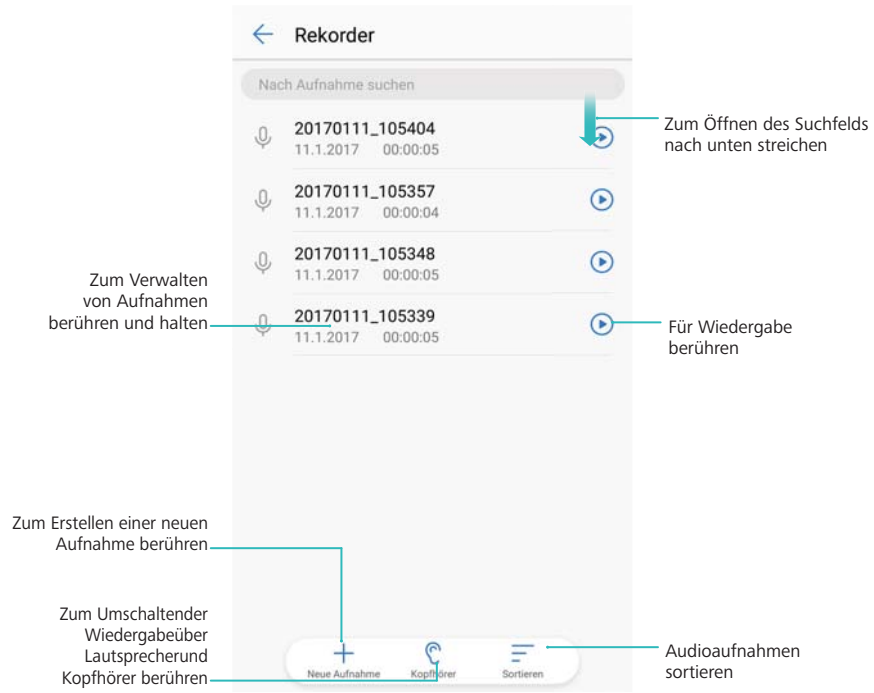 Rekorder
Nach Aufnahme suchen
20170111_105404
11.1.2017 00:00:05
Zum Öffnen des Suchfelds
nach unten streichen
20170111_105357
11.1.2017 00:00:04
20170111_105348
11.1.2017 00:00:05
Zum Verwalten
von Aufnahmen
berühren und halten
20170111_105339
11.1.2017 00:00:05
Für Wiedergabe
berühren
Zum Erstellen einer neuen
Aufnahme berühren
Zum Umschaltender
Wiedergabeüber
Lautsprecherund
Kopfhörer berühren
Neue Aufnahme
Kopfhörer
Sortieren
Audioaufnahmen
sortieren